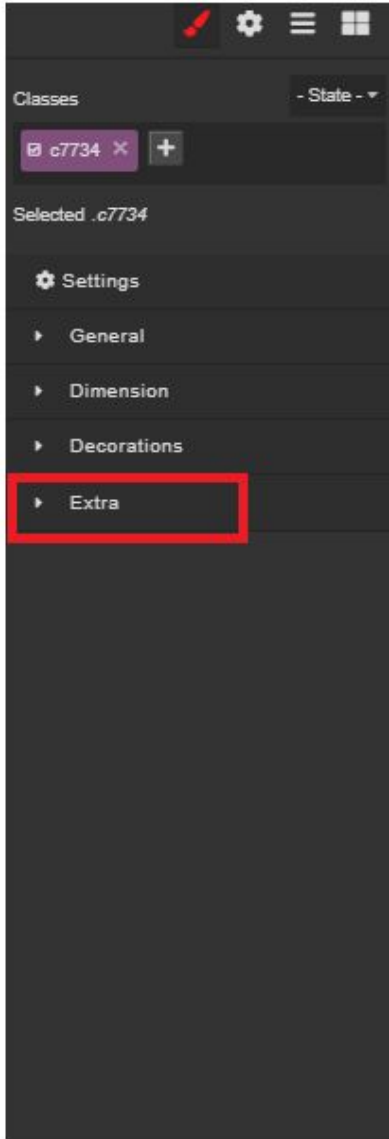 Classes
- State -
c7734
Selected .c7734
Settings
General
Dimension
Decorations
Extra